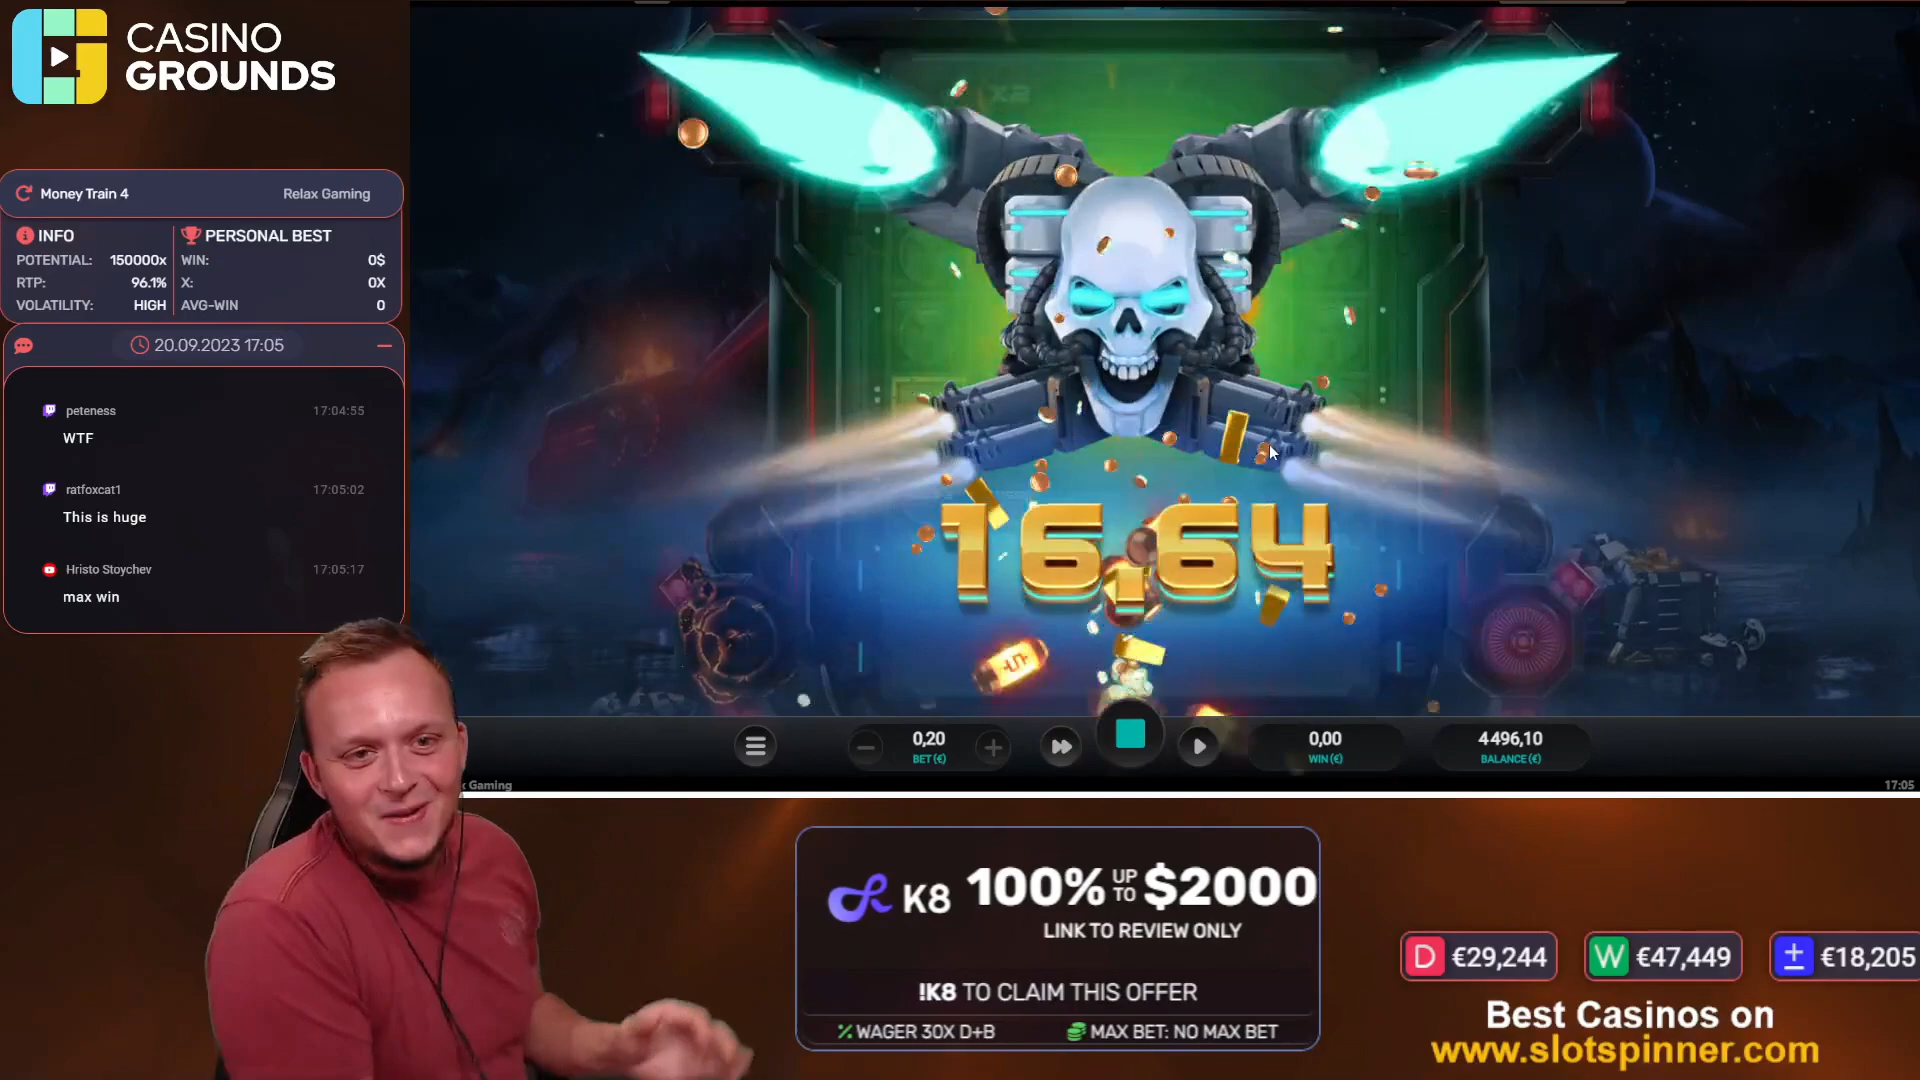 CASINO
GROUNDS
Money Train 4
Relax Gaming
INFO
PERSONAL BEST
POTENTIAL: 150000x
WIN: 0$
RTP: 96.1%
X: 0X
VOLATILITY: HIGH
AVG-WIN 0
20.09.2023 17:05
peteness 17:04:55
WTF
ratfoxcat1 17:05:02
This is huge
Hristo Stoychev 17:05:17
max win
X2
16,64
0,20
BET (€)
0,00
WIN (€)
4 496,10
BALANCE (€)
x Gaming
17:05
K8 100% UP TO $2000
LINK TO REVIEW ONLY
!K8 TO CLAIM THIS OFFER
WAGER 30X D+B
MAX BET: NO MAX BET
D €29,244
W €47,449
± €18,205
Best Casinos on
www.slotspinner.com